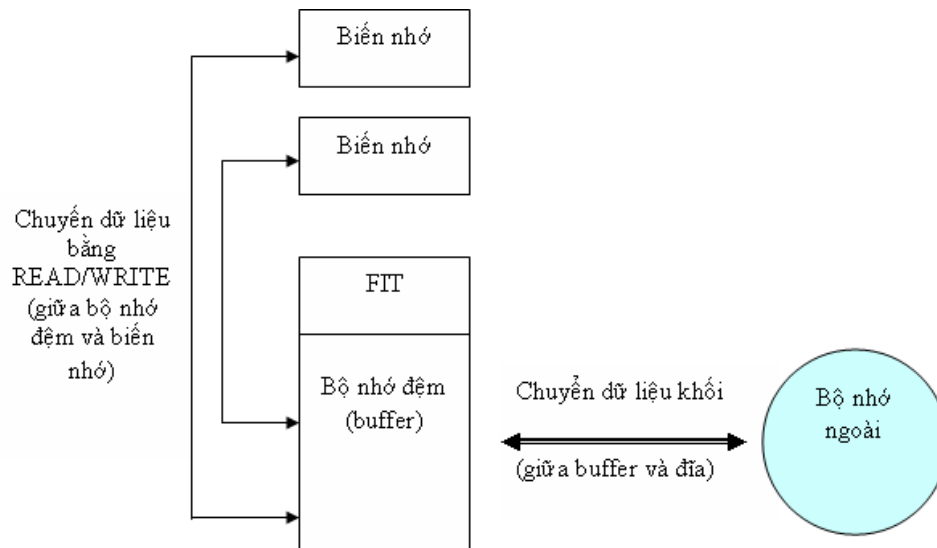 Biến nhớ
Biến nhớ
Chuyến dữ liệu
bằng
READ/WRITE
(giữa bộ nhớ
đệm và biến
nhớ)
FIT
Bộ nhớ đệm
(buffer)
Chuyển dữ liệu khối
(giữa buffer và đĩa)
Bộ nhớ
ngoài